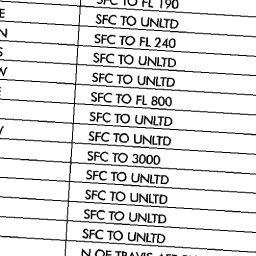 SFC TO FL 190
E
SFC TO UNLTD
N
SFC TO FL 240
S
SFC TO UNLTD
W
SFC TO UNLTD
E
SFC TO FL 800
SFC TO UNLTD
SFC TO UNLTD
SFC TO 3000
SFC TO UNLTD
SFC TO UNLTD
SFC TO UNLTD
SFC TO UNLTD
N OF TRAVIS AFB